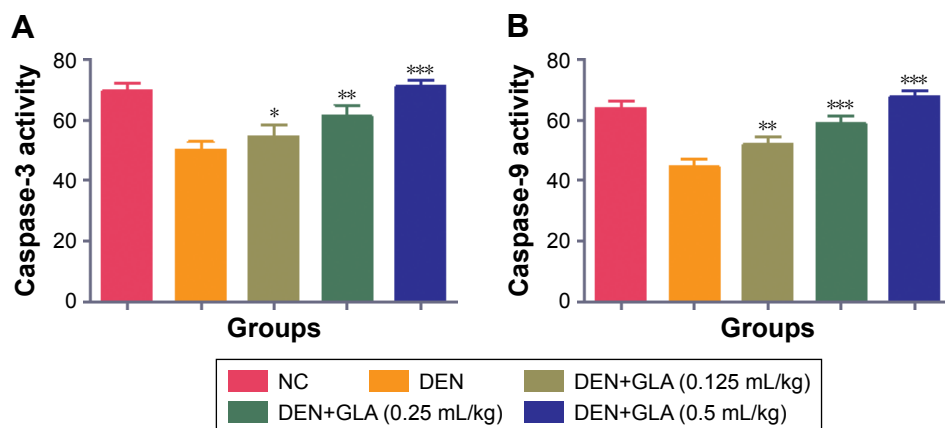 A
Caspase-3 activity
80
60
40
20
0
*
**
***
Groups
B
Caspase-9 activity
80
60
40
20
0
**
***
***
Groups
NC
DEN
DEN+GLA (0.125 mL/kg)
DEN+GLA (0.25 mL/kg)
DEN+GLA (0.5 mL/kg)